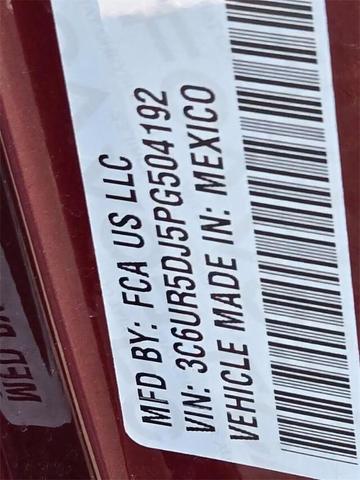 MFD BY: FCA US LLC
VIN: 3C6UR5DJ5PG504192
VEHICLE MADE IN: MEXICO